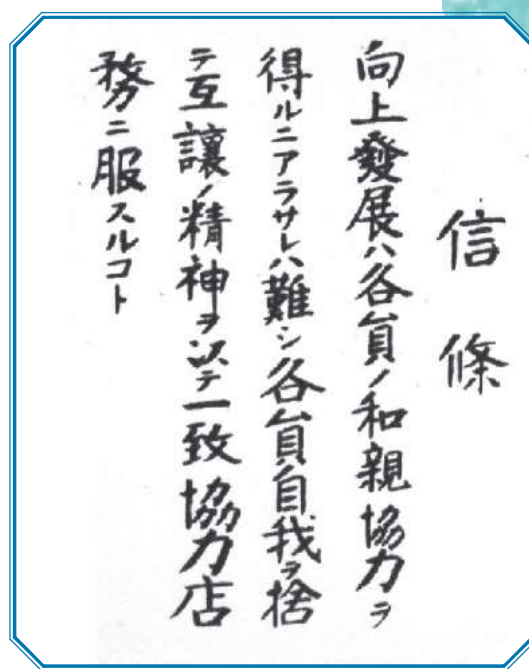 信條
向上發展ハ各員ノ和親協力ヲ
得ルニアラサレハ難シ各員自我ヲ捨
テ互讓ノ精神ヲ以テ一致協力店
務ニ服スルコト